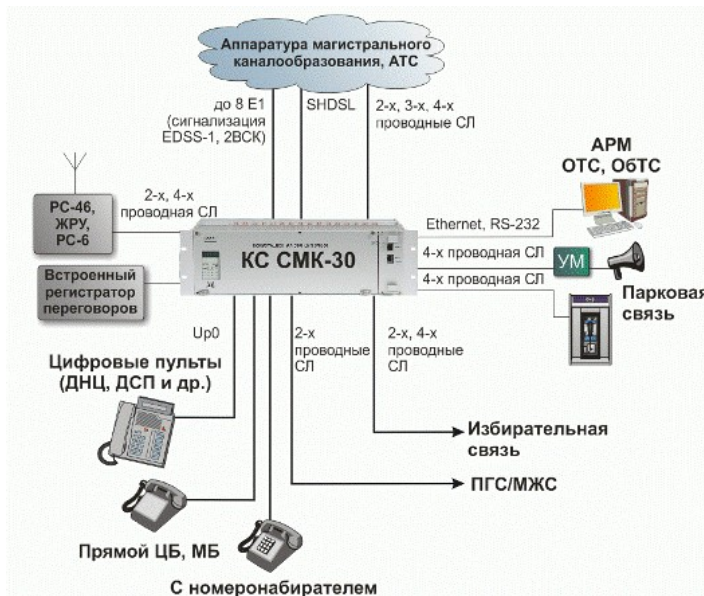 Аппаратура магистрального
каналообразования, АТС
до 8 E1
(сигнализация
EDSS-1, 2ВСК)
SHDSL
2-х, 3-х, 4-х
проводные СЛ
АРМ
ОТС, ОбТС
РС-46,
ЖРУ,
РС-6
2-х, 4-х
проводная СЛ
Ethernet, RS-232
КС СМК-30
4-х проводная СЛ
УМ
Встроенный
регистратор
переговоров
4-х проводная СЛ
Парковая
связь
Up0
2-х
проводные
СЛ
2-х, 4-х
проводные
СЛ
Цифровые пульты
(ДНЦ, ДСП и др.)
Избирательная
связь
ПГС/МЖС
Прямой ЦБ, МБ
С номеронабирателем